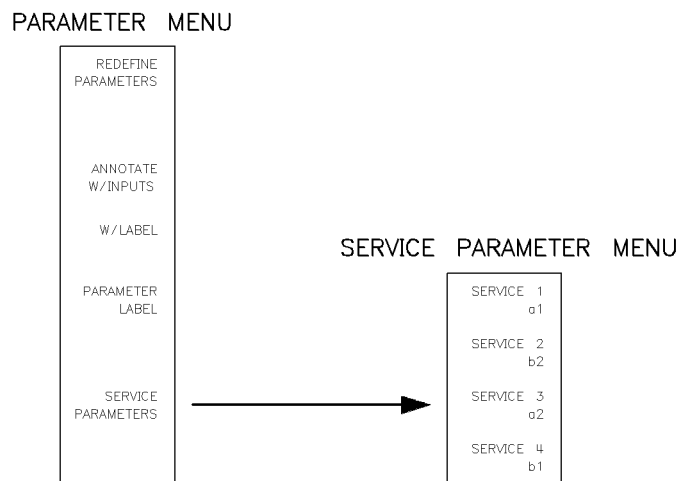 PARAMETER MENU
REDEFINE
PARAMETERS
ANNOTATE
W/INPUTS
W/LABEL
PARAMETER
LABEL
SERVICE
PARAMETERS
SERVICE PARAMETER MENU
SERVICE 1
a1
SERVICE 2
b2
SERVICE 3
a2
SERVICE 4
b1